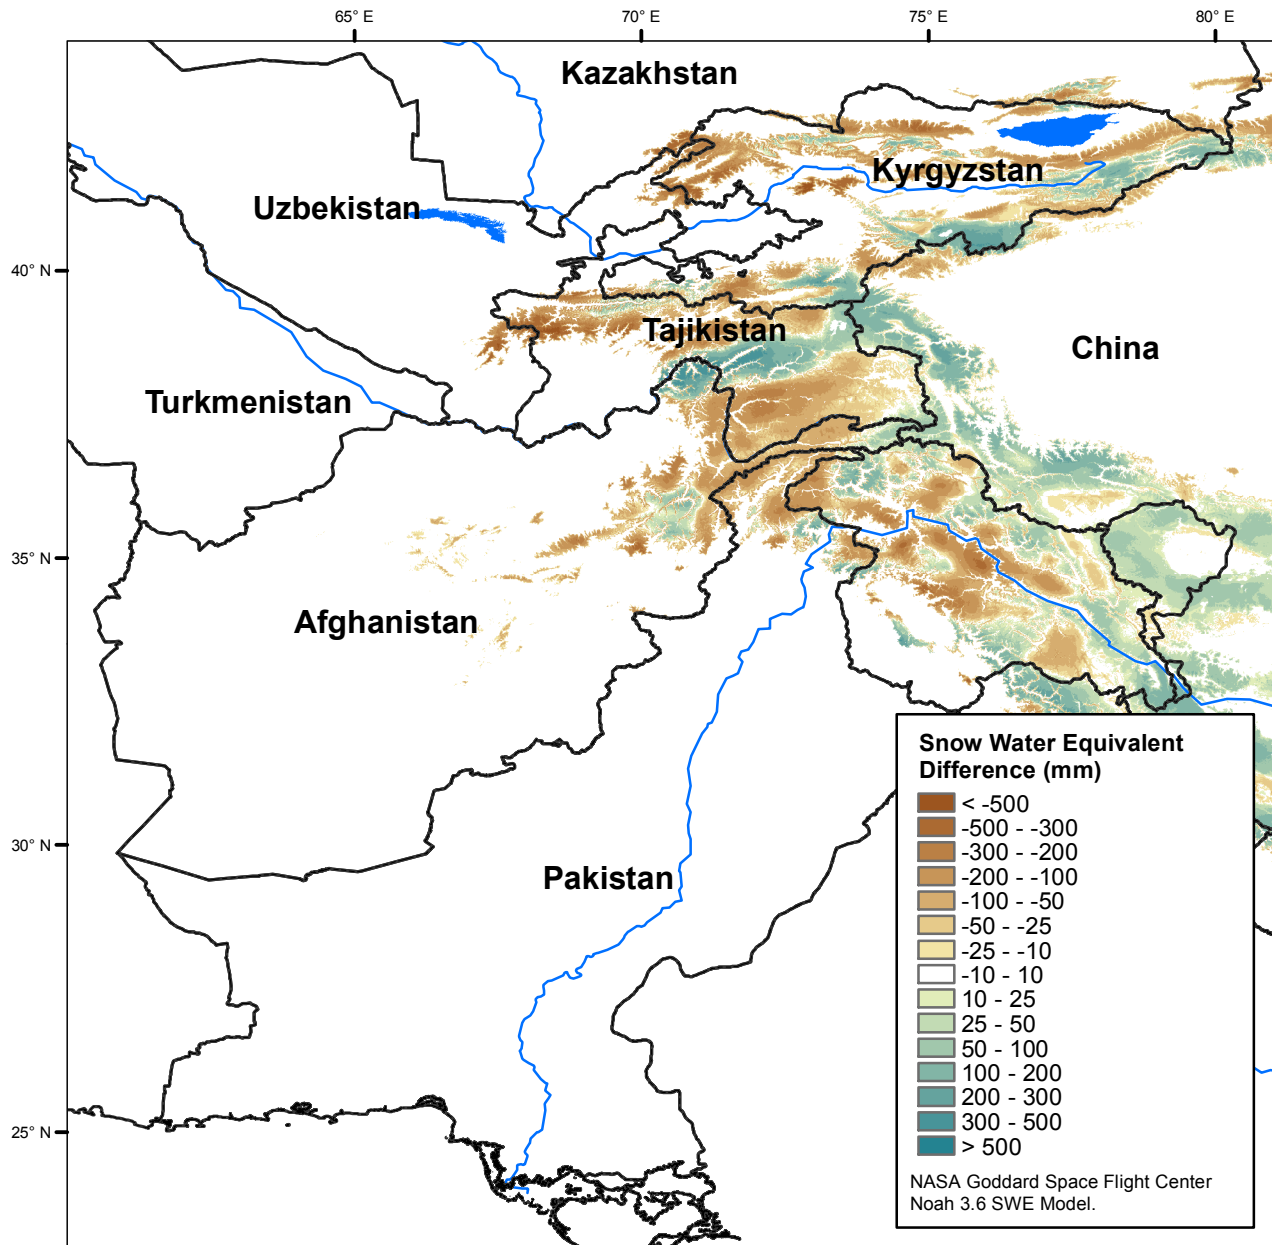 65° E 70° E 75° E 80° E
Kazakhstan
Kyrgyzstan
Uzbekistan
40° N
Tajikistan
China
Turkmenistan
35° N
Afghanistan
Snow Water Equivalent
Difference (mm)
< -500
-500 - -300
-300 - -200
-200 - -100
-100 - -50
-50 - -25
-25 - -10
-10 - 10
10 - 25
25 - 50
50 - 100
100 - 200
200 - 300
300 - 500
> 500
NASA Goddard Space Flight Center
Noah 3.6 SWE Model.
30° N
Pakistan
25° N